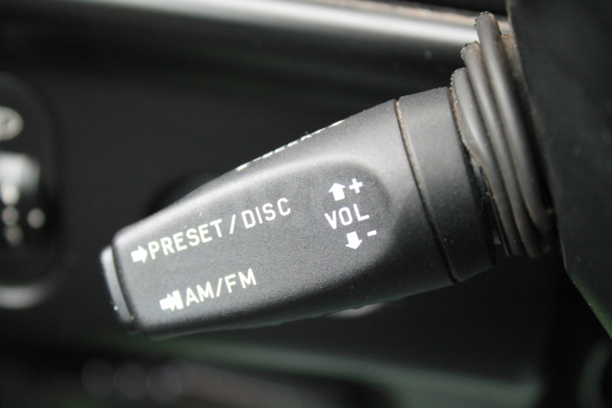 PRESET/DISC
AM/FM
+
VOL
-